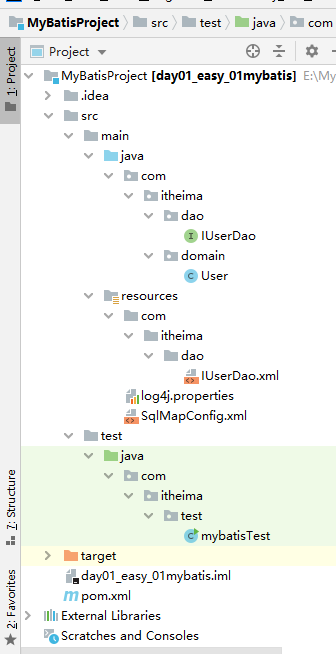 MyBatisProject src test java com
Project
MyBatisProject [day01_easy_01mybatis] E:\My
.idea
src
main
java
com
itheima
dao
IUserDao
domain
User
resources
com
itheima
dao
IUserDao.xml
log4j.properties
SqlMapConfig.xml
test
java
com
itheima
test
mybatisTest
target
day01_easy_01mybatis.iml
pom.xml
External Libraries
Scratches and Consoles
1: Project
7: Structure
2: Favorites